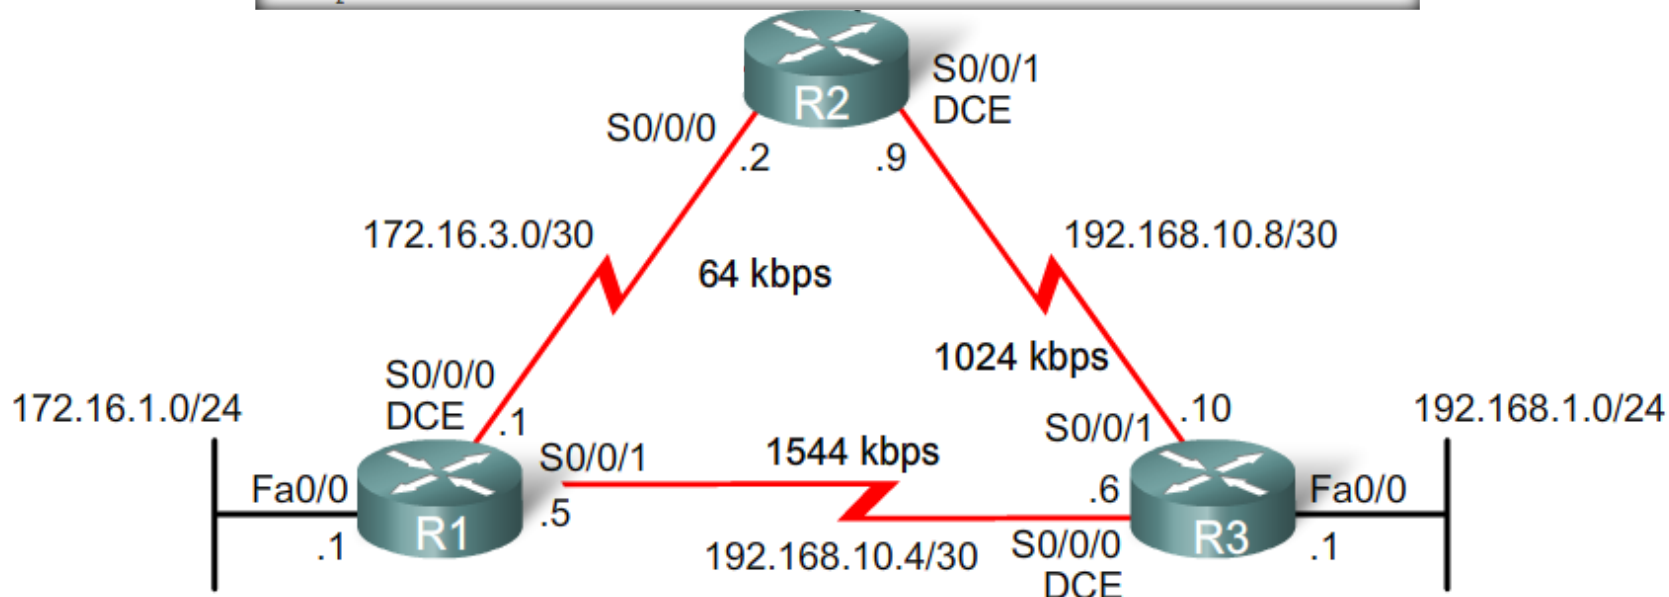 R2
S0/0/1
DCE
S0/0/0
.2
.9
172.16.3.0/30
192.168.10.8/30
64 kbps
1024 kbps
S0/0/0
DCE
.1
172.16.1.0/24
.10
192.168.1.0/24
S0/0/1
S0/0/1
1544 kbps
Fa0/0
.6
Fa0/0
R1
.5
R3
.1
.1
192.168.10.4/30
S0/0/0
DCE